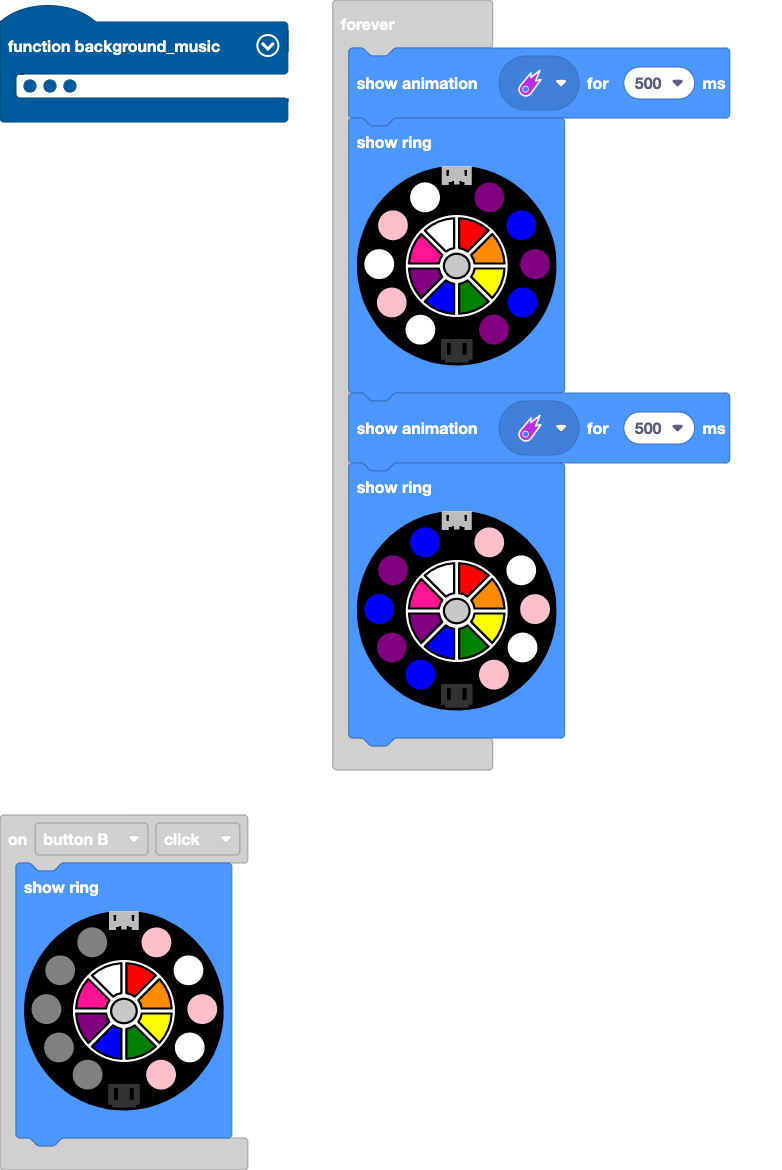 function background_music
forever
show animation for 500 ms
show ring
show animation for 500 ms
show ring
on button B click
show ring